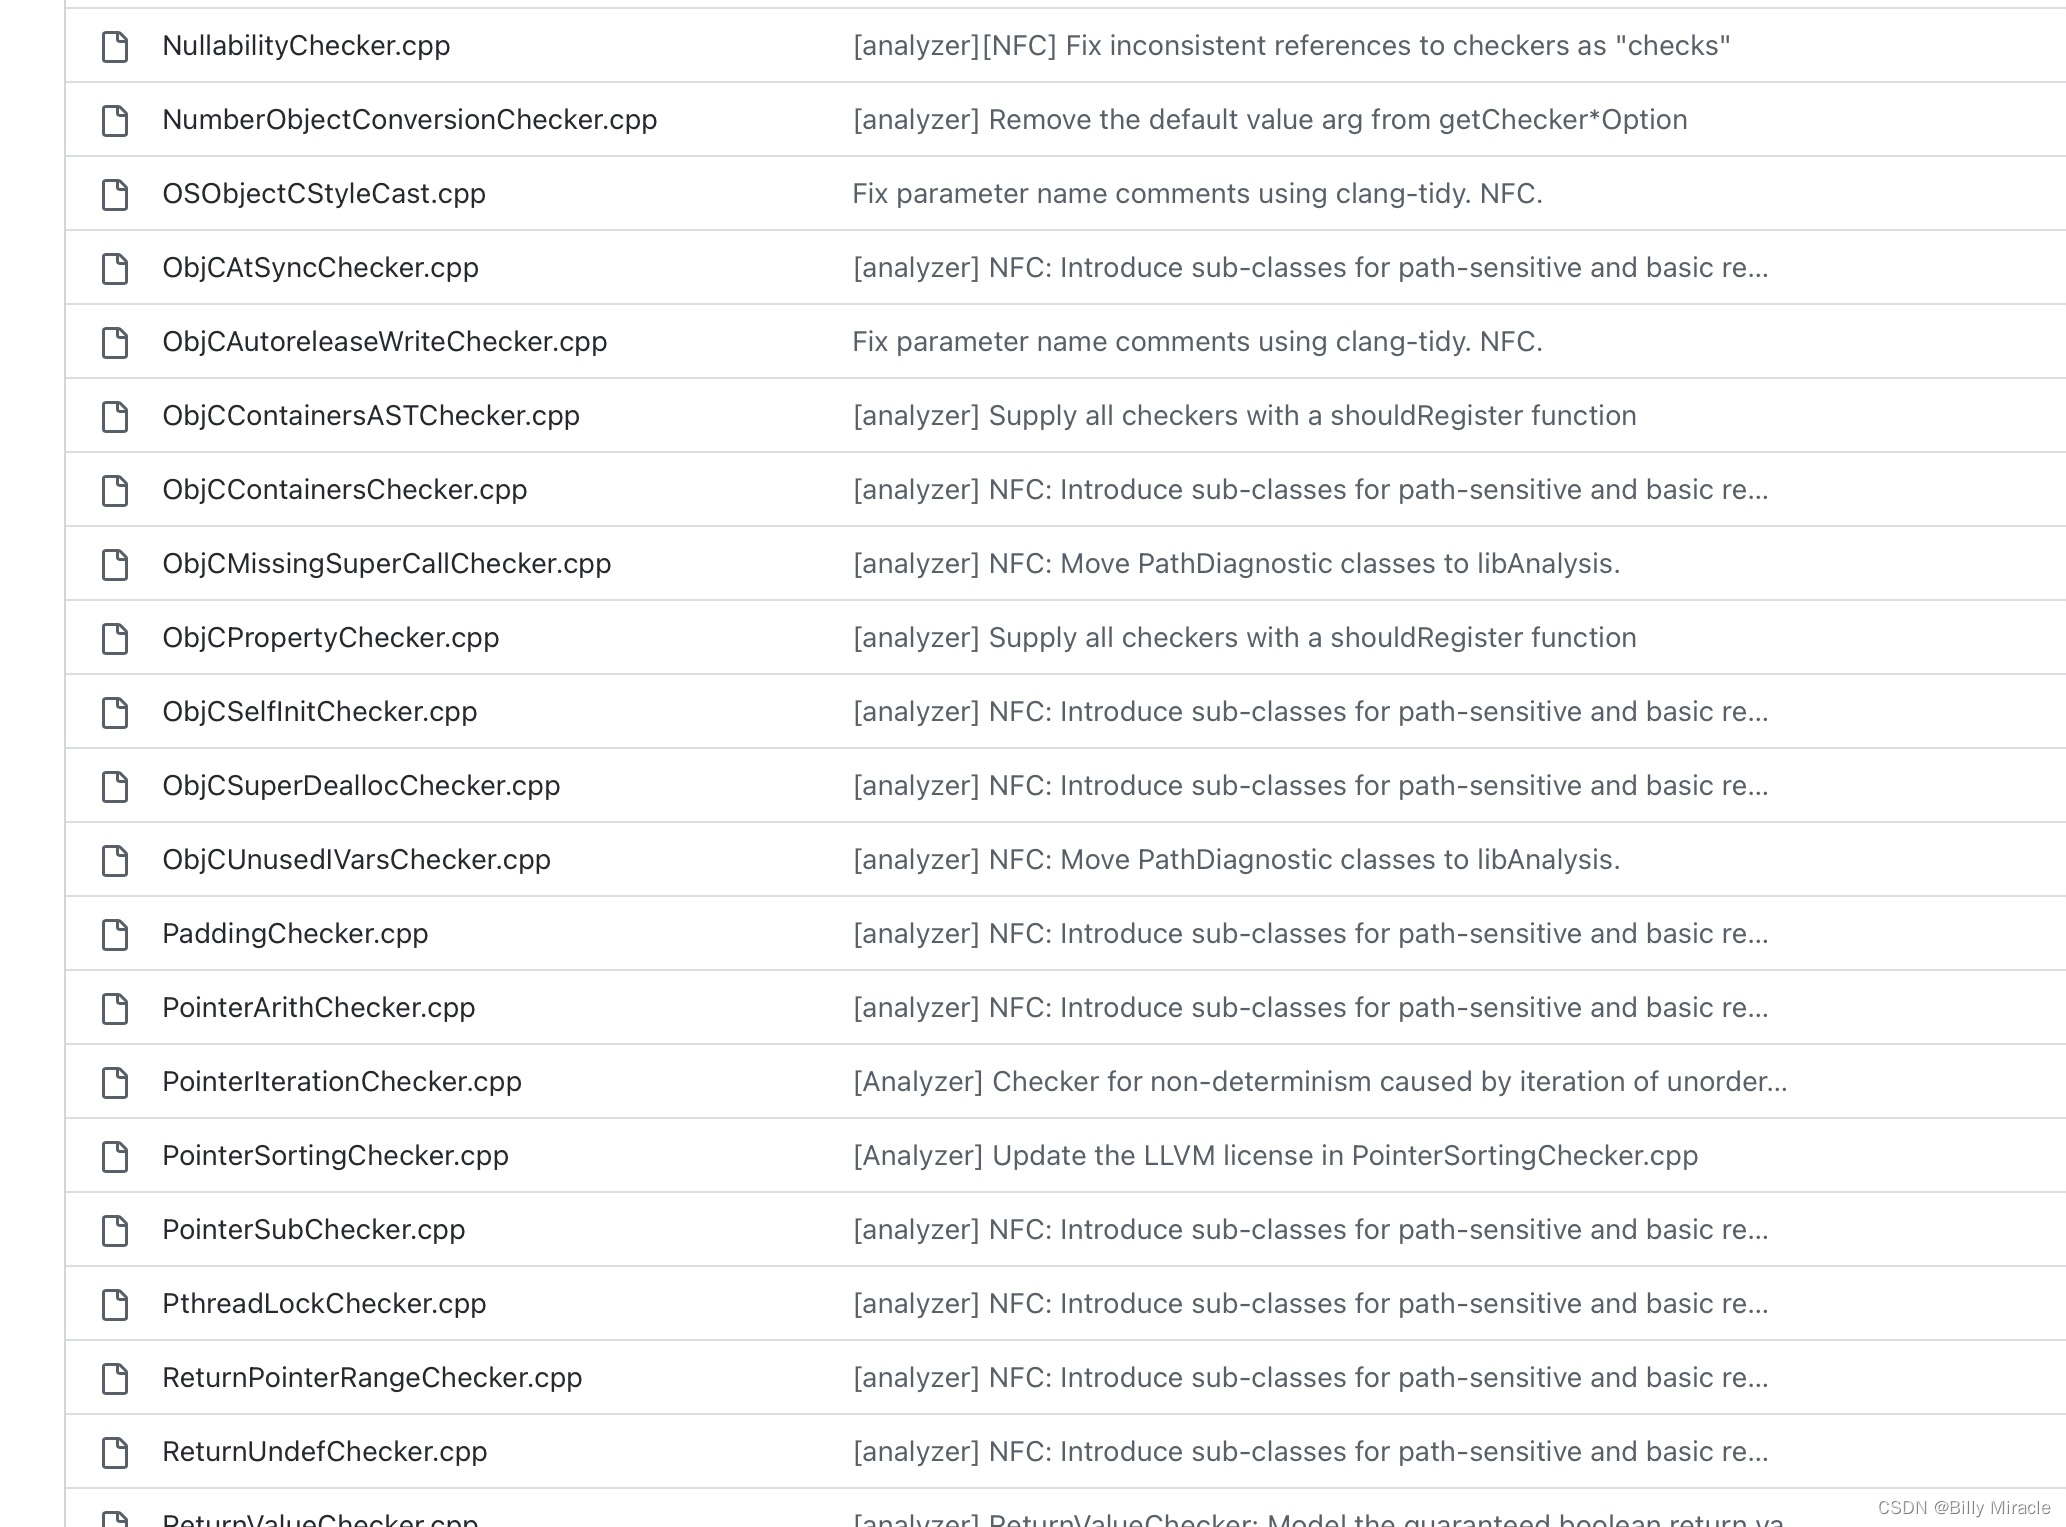 NullabilityChecker.cpp [analyzer][NFC] Fix inconsistent references to checkers as "checks"
NumberObjectConversionChecker.cpp [analyzer] Remove the default value arg from getChecker*Option
OSObjectCStyleCast.cpp Fix parameter name comments using clang-tidy. NFC.
ObjCAtSyncChecker.cpp [analyzer] NFC: Introduce sub-classes for path-sensitive and basic re...
ObjCAutoreleaseWriteChecker.cpp Fix parameter name comments using clang-tidy. NFC.
ObjCContainersASTChecker.cpp [analyzer] Supply all checkers with a shouldRegister function
ObjCContainersChecker.cpp [analyzer] NFC: Introduce sub-classes for path-sensitive and basic re...
ObjCMissingSuperCallChecker.cpp [analyzer] NFC: Move PathDiagnostic classes to libAnalysis.
ObjCPropertyChecker.cpp [analyzer] Supply all checkers with a shouldRegister function
ObjCSelfInitChecker.cpp [analyzer] NFC: Introduce sub-classes for path-sensitive and basic re...
ObjCSuperDeallocChecker.cpp [analyzer] NFC: Introduce sub-classes for path-sensitive and basic re...
ObjCUnusedIVarsChecker.cpp [analyzer] NFC: Move PathDiagnostic classes to libAnalysis.
PaddingChecker.cpp [analyzer] NFC: Introduce sub-classes for path-sensitive and basic re...
PointerArithChecker.cpp [analyzer] NFC: Introduce sub-classes for path-sensitive and basic re...
PointerIterationChecker.cpp [Analyzer] Checker for non-determinism caused by iteration of unorder...
PointerSortingChecker.cpp [Analyzer] Update the LLVM license in PointerSortingChecker.cpp
PointerSubChecker.cpp [analyzer] NFC: Introduce sub-classes for path-sensitive and basic re...
PthreadLockChecker.cpp [analyzer] NFC: Introduce sub-classes for path-sensitive and basic re...
ReturnPointerRangeChecker.cpp [analyzer] NFC: Introduce sub-classes for path-sensitive and basic re...
ReturnUndefChecker.cpp [analyzer] NFC: Introduce sub-classes for path-sensitive and basic re...
ReturnValueChecker.cpp [analyzer] ReturnValueChecker: Model the guaranteed boolean return va...
CSDN @Billy Miracle